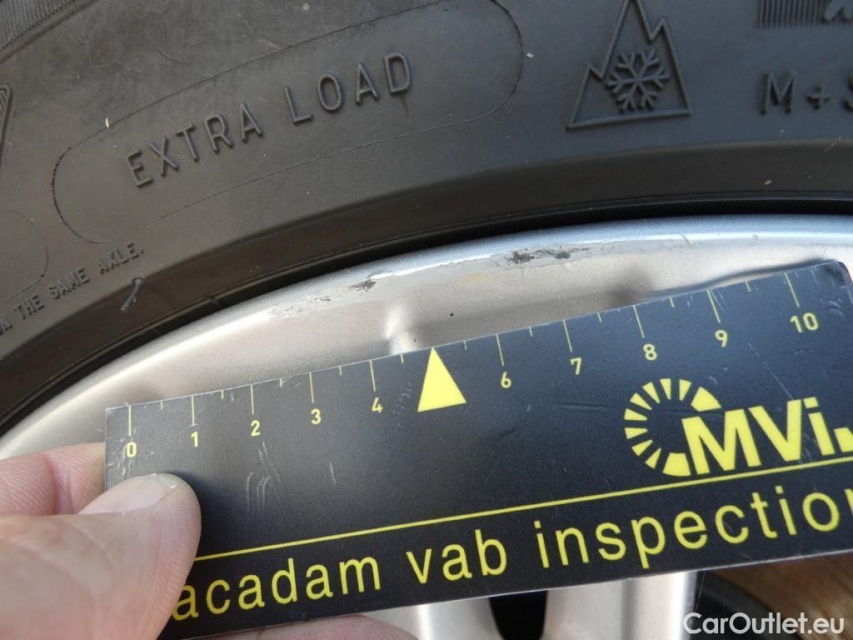 EXTRA LOAD
M+S
THE SAME AXLE.
0 1 2 3 4 6 7 8 9 10
MVi
acadam vab inspectio
CarOutlet.eu